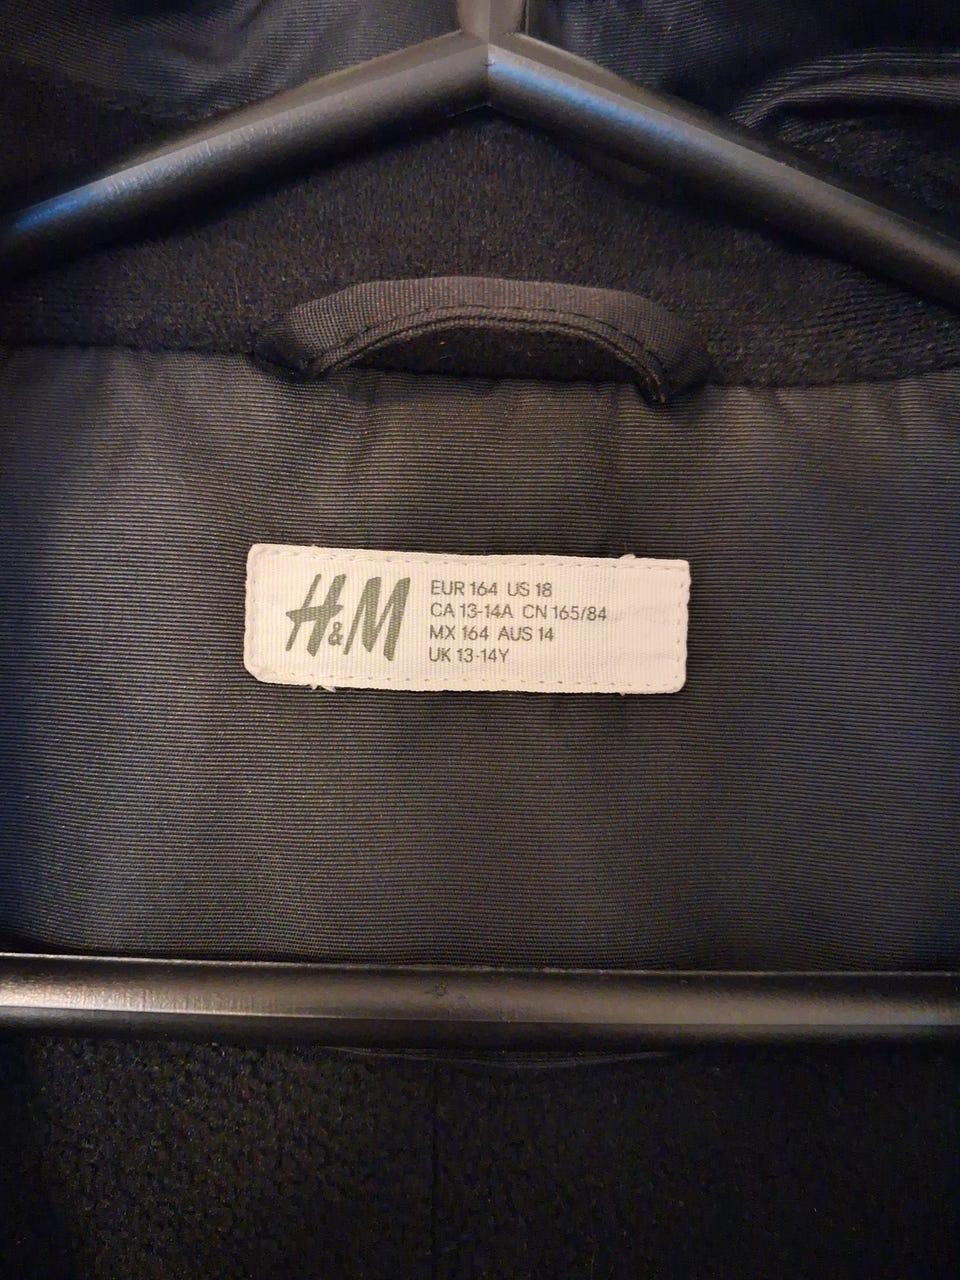 H&M
EUR 164 US 18
CA 13-14A CN 165/84
MX 164 AUS 14
UK 13-14Y